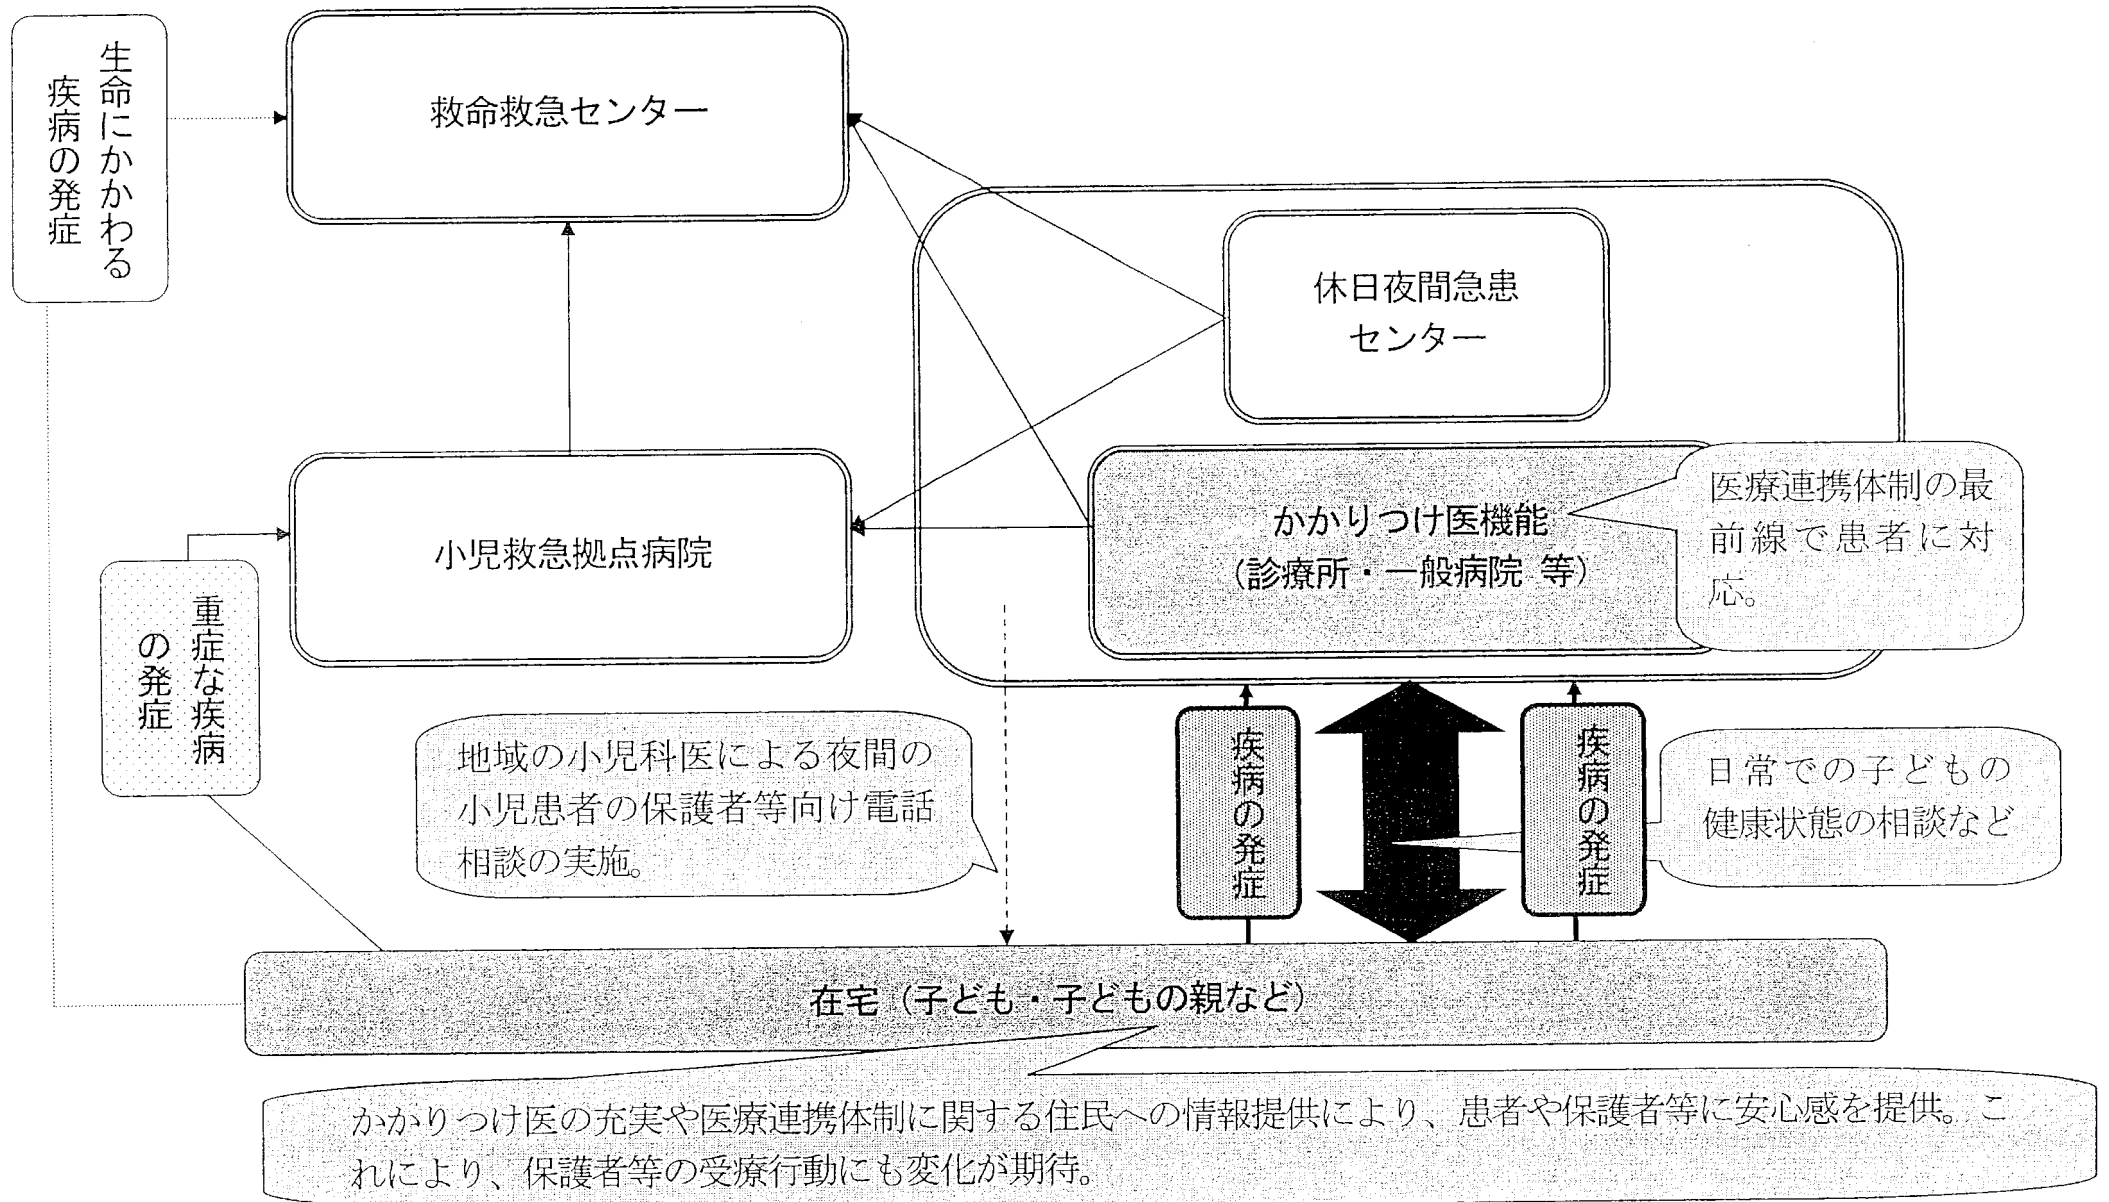 生命にかかわる
疾病の発症
救命救急センター
休日夜間急患
センター
かかりつけ医機能
（診療所・一般病院 等）
医療連携体制の最
前線で患者に対
応。
小児救急拠点病院
重症な疾病
の発症
地域の小児科医による夜間の
小児患者の保護者等向け電話
相談の実施。
疾病の発症
疾病の発症
日常での子どもの
健康状態の相談など
在宅（子ども・子どもの親など）
かかりつけ医の充実や医療連携体制に関する住民への情報提供により、患者や保護者等に安心感を提供。こ
れにより、保護者等の受療行動にも変化が期待。